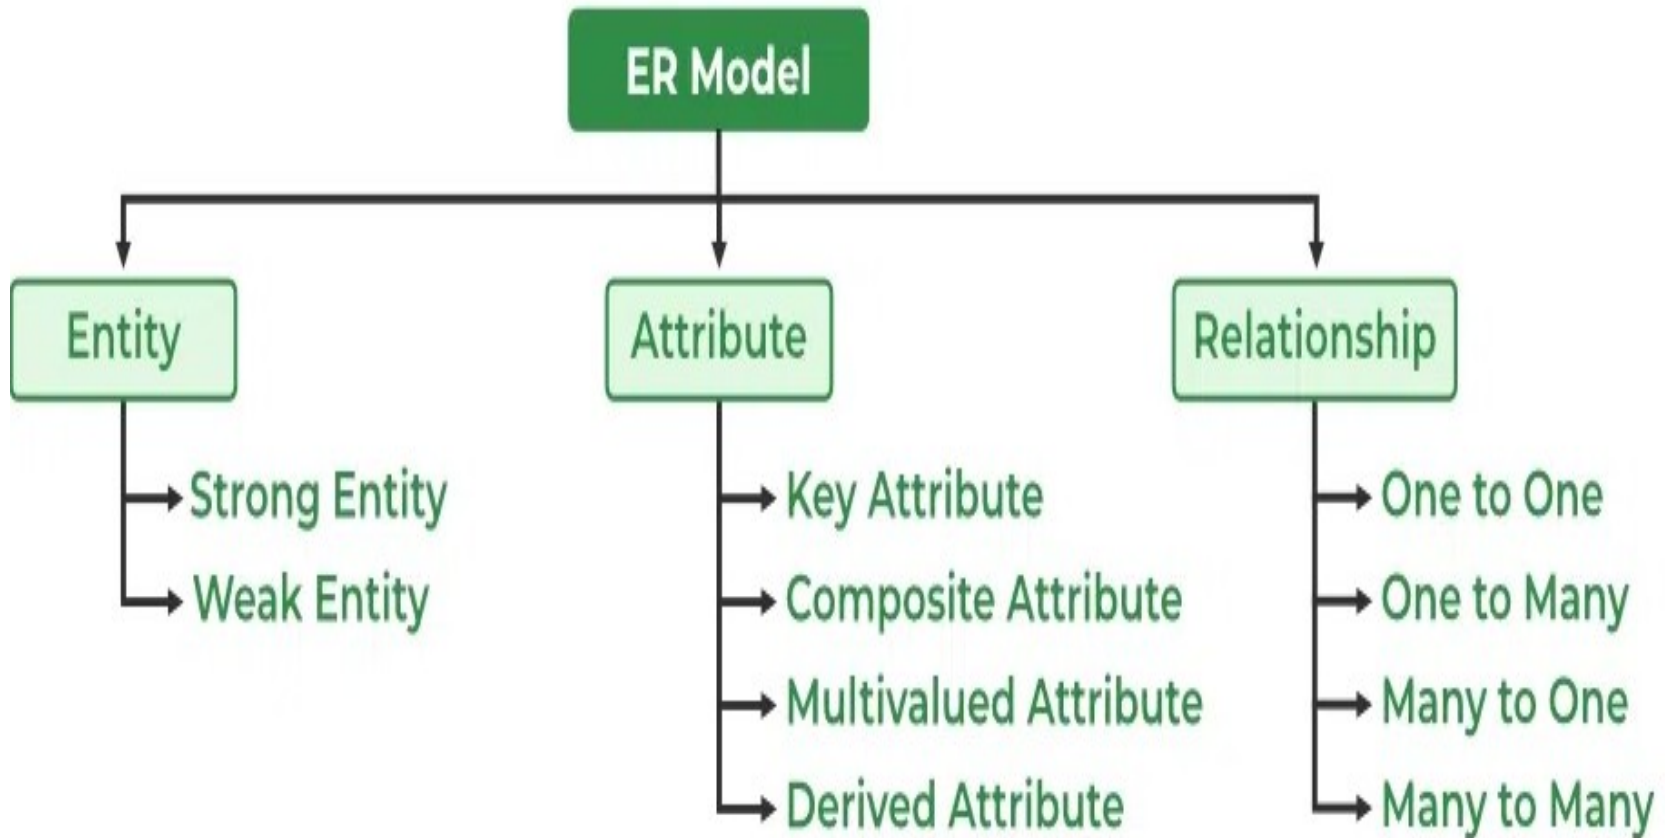 ER Model
Entity
Attribute
Relationship
Strong Entity
Weak Entity
Key Attribute
Composite Attribute
Multivalued Attribute
Derived Attribute
One to One
One to Many
Many to One
Many to Many